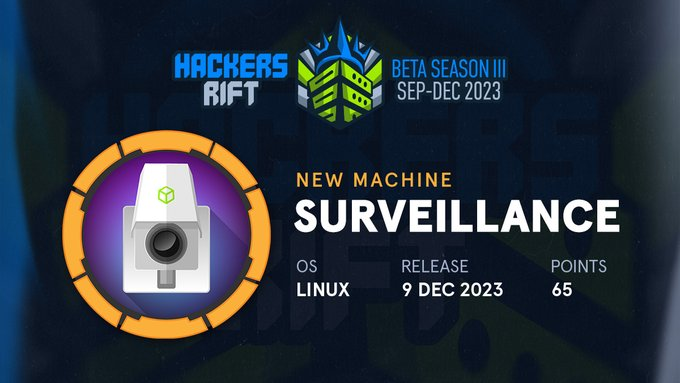 HACKERS
RIFT
BETA SEASON III
SEP-DEC 2023
NEW MACHINE
SURVEILLANCE
OS RELEASE POINTS
LINUX 9 DEC 2023 65